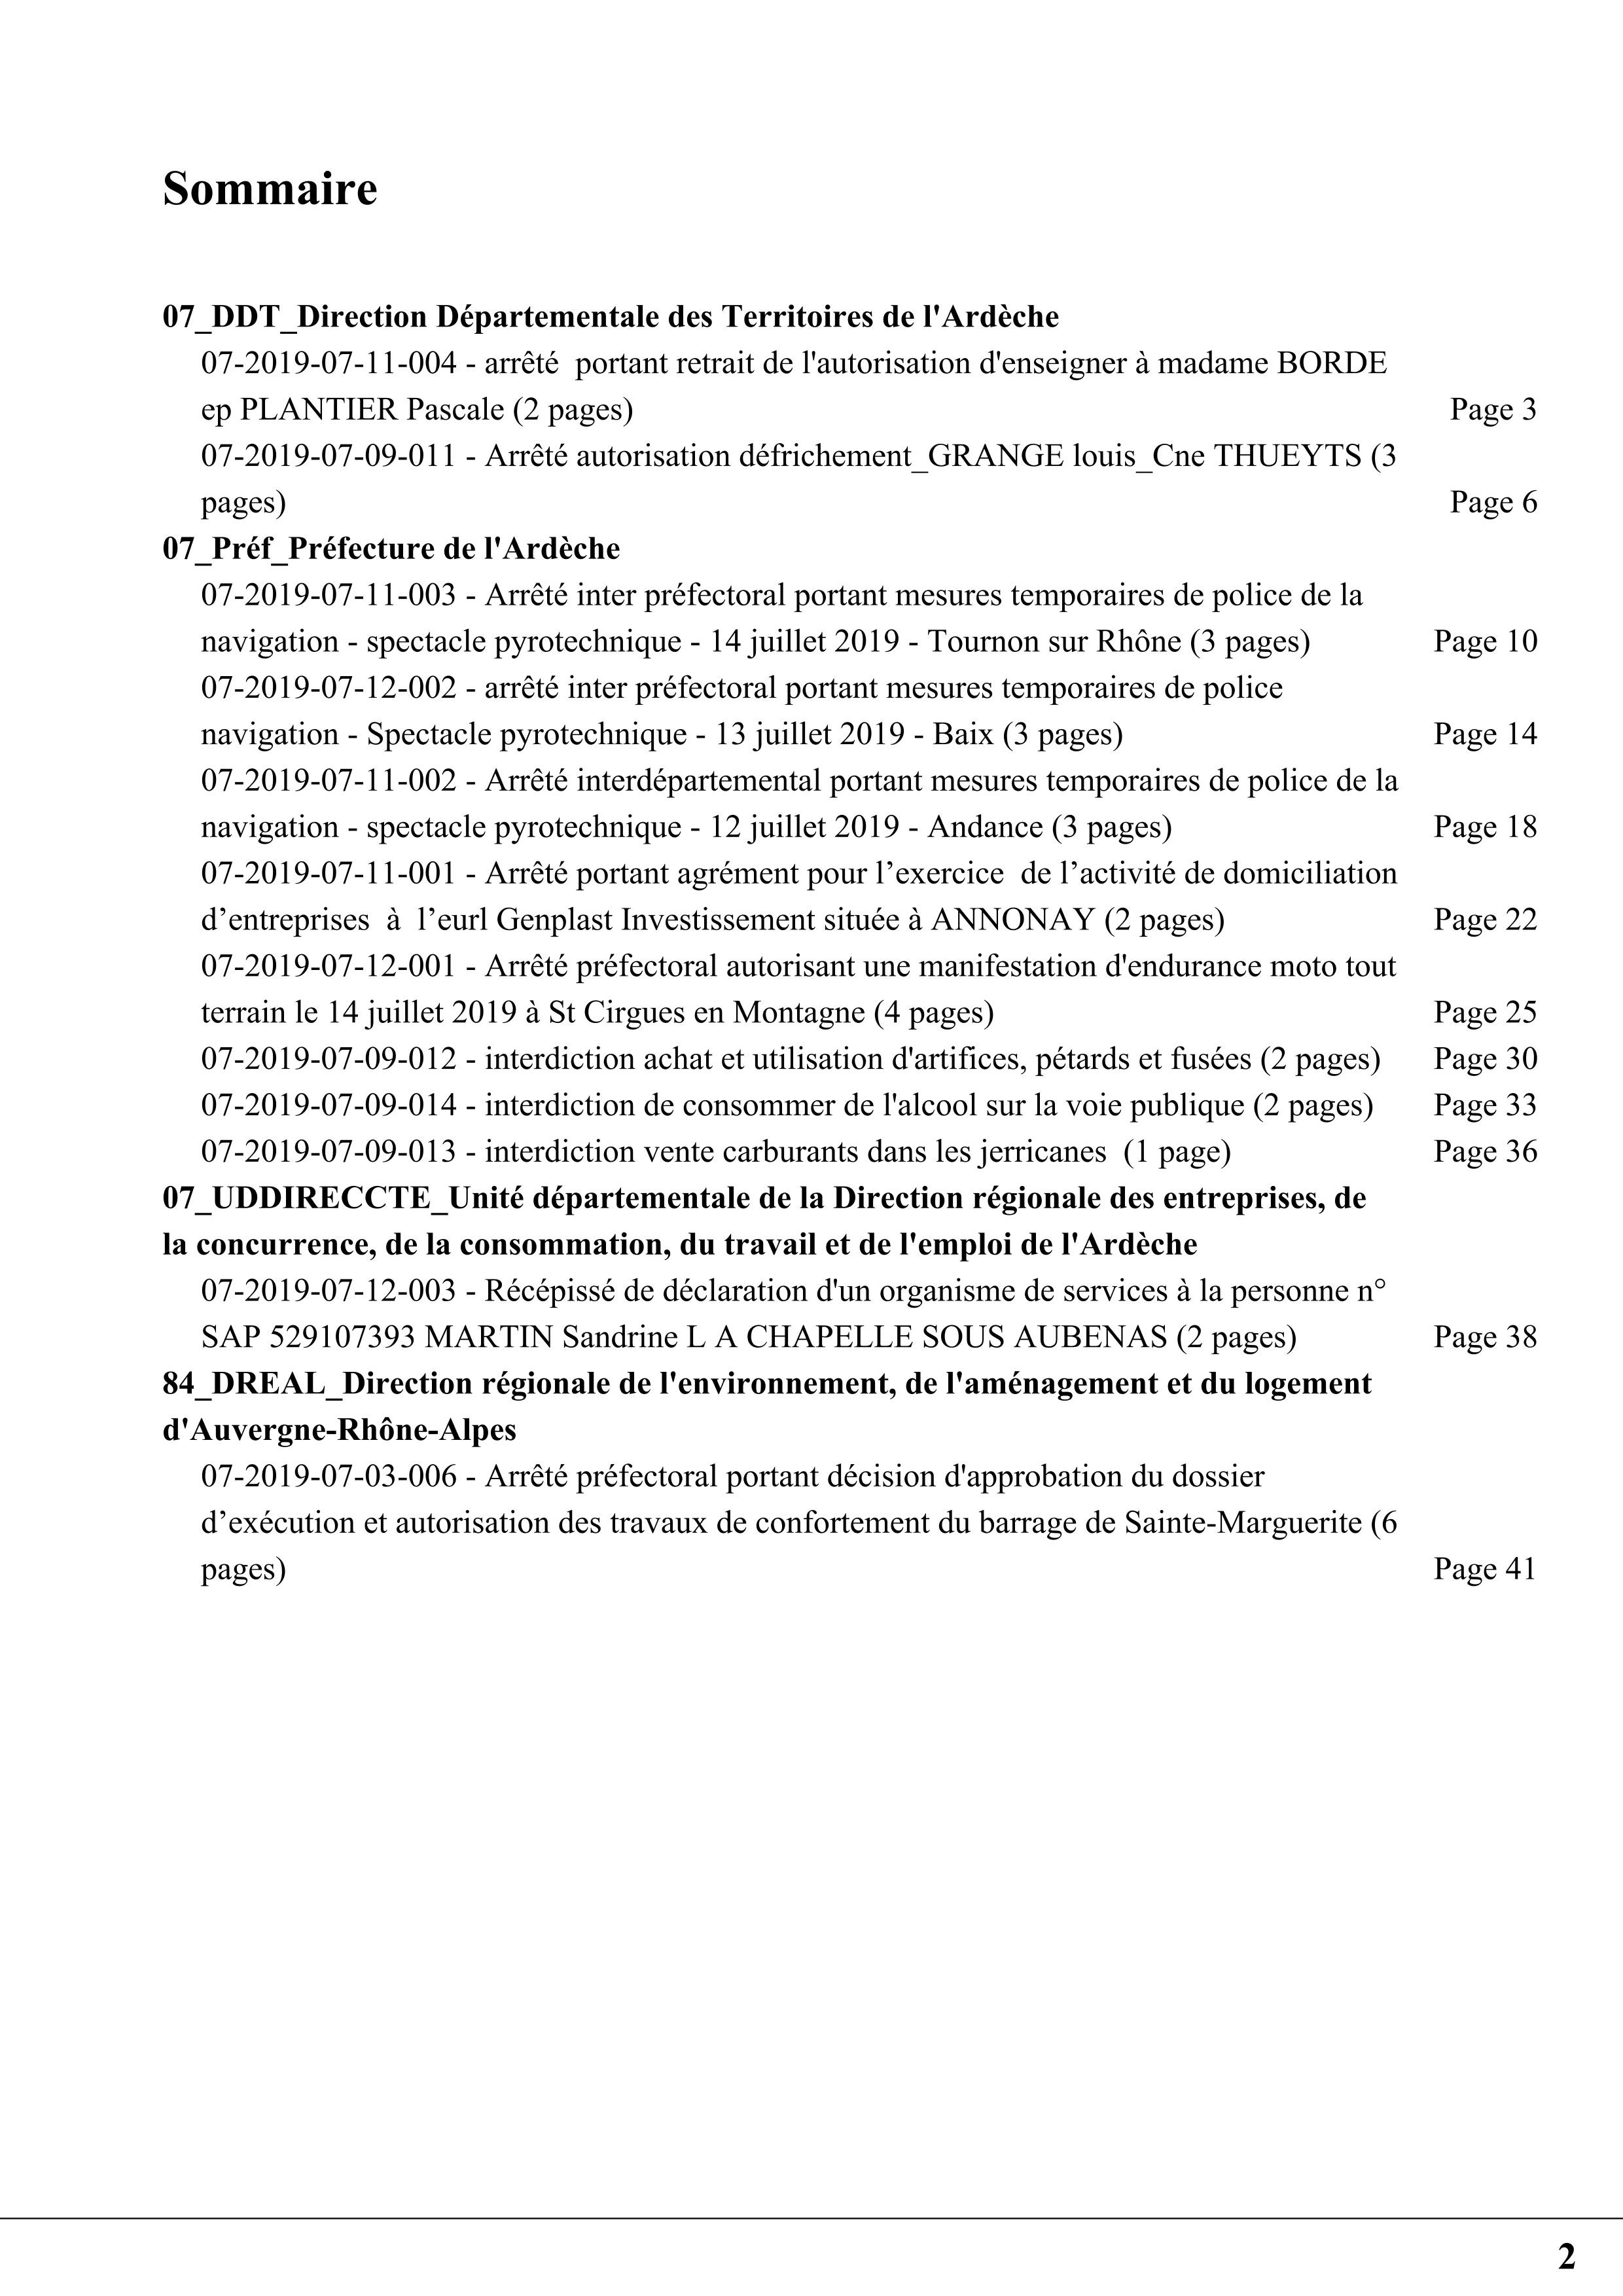 Sommaire
07_DDT_Direction Départementale des Territoires de l'Ardèche
07-2019-07-11-004 - arrêté  portant retrait de l'autorisation d'enseigner à madame BORDE
ep PLANTIER Pascale (2 pages) Page 3
07-2019-07-09-011 - Arrêté autorisation défrichement_GRANGE louis_Cne THUEYTS (3
pages) Page 6
07_Préf_Préfecture de l'Ardèche
07-2019-07-11-003 - Arrêté inter préfectoral portant mesures temporaires de police de la
navigation - spectacle pyrotechnique - 14 juillet 2019 - Tournon sur Rhône (3 pages) Page 10
07-2019-07-12-002 - arrêté inter préfectoral portant mesures temporaires de police
navigation - Spectacle pyrotechnique - 13 juillet 2019 - Baix (3 pages) Page 14
07-2019-07-11-002 - Arrêté interdépartemental portant mesures temporaires de police de la
navigation - spectacle pyrotechnique - 12 juillet 2019 - Andance (3 pages) Page 18
07-2019-07-11-001 - Arrêté portant agrément pour l’exercice  de l’activité de domiciliation
d’entreprises  à  l’eurl Genplast Investissement située à ANNONAY (2 pages) Page 22
07-2019-07-12-001 - Arrêté préfectoral autorisant une manifestation d'endurance moto tout
terrain le 14 juillet 2019 à St Cirgues en Montagne (4 pages) Page 25
07-2019-07-09-012 - interdiction achat et utilisation d'artifices, pétards et fusées (2 pages) Page 30
07-2019-07-09-014 - interdiction de consommer de l'alcool sur la voie publique (2 pages) Page 33
07-2019-07-09-013 - interdiction vente carburants dans les jerricanes  (1 page) Page 36
07_UDDIRECCTE_Unité départementale de la Direction régionale des entreprises, de
la concurrence, de la consommation, du travail et de l'emploi de l'Ardèche
07-2019-07-12-003 - Récépissé de déclaration d'un organisme de services à la personne n°
SAP 529107393 MARTIN Sandrine L A CHAPELLE SOUS AUBENAS (2 pages) Page 38
84_DREAL_Direction régionale de l'environnement, de l'aménagement et du logement
d'Auvergne-Rhône-Alpes
07-2019-07-03-006 - Arrêté préfectoral portant décision d'approbation du dossier
d’exécution et autorisation des travaux de confortement du barrage de Sainte-Marguerite (6
pages) Page 41
2